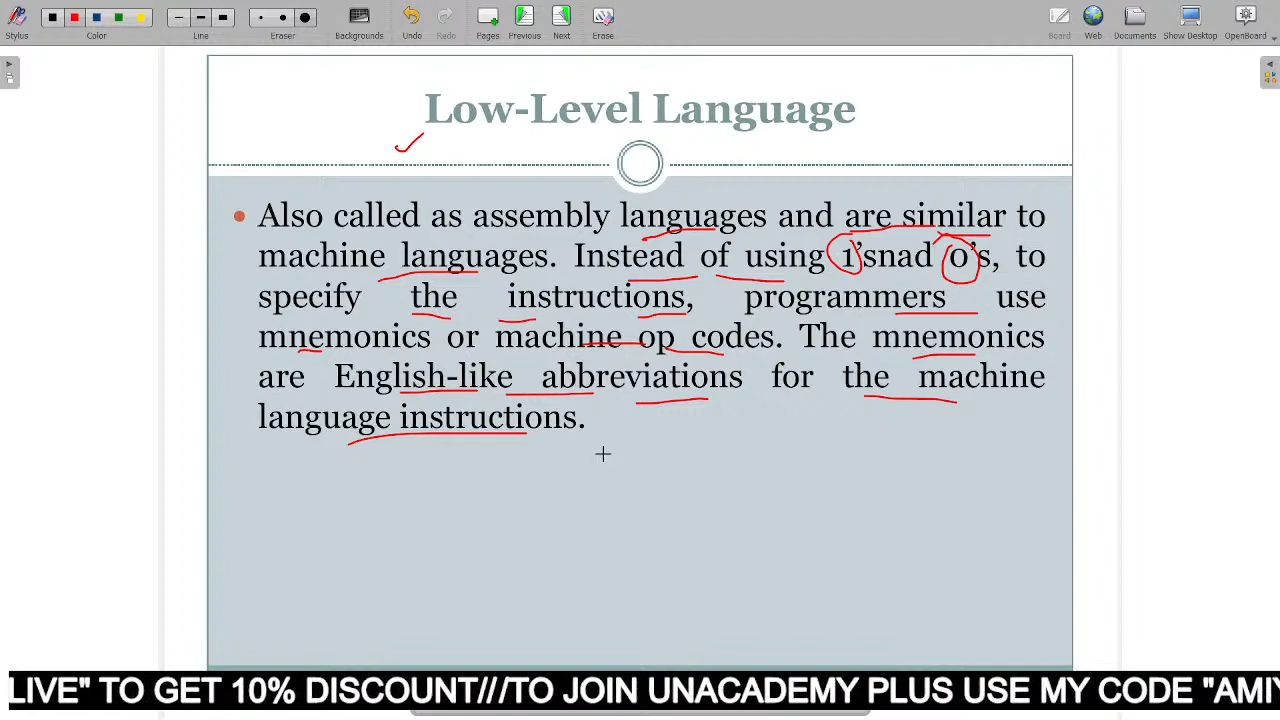 Stylus Color Line Eraser Backgrounds Undo Redo Pages Previous Next Erase Board Web Documents Show Desktop OpenBoard
Low-Level Language
• Also called as assembly languages and are similar to
machine languages. Instead of using 1’snad 0’s, to
specify the instructions, programmers use
mnemonics or machine op codes. The mnemonics
are English-like abbreviations for the machine
language instructions.
LIVE" TO GET 10% DISCOUNT///TO JOIN UNACADEMY PLUS USE MY CODE "AMIY